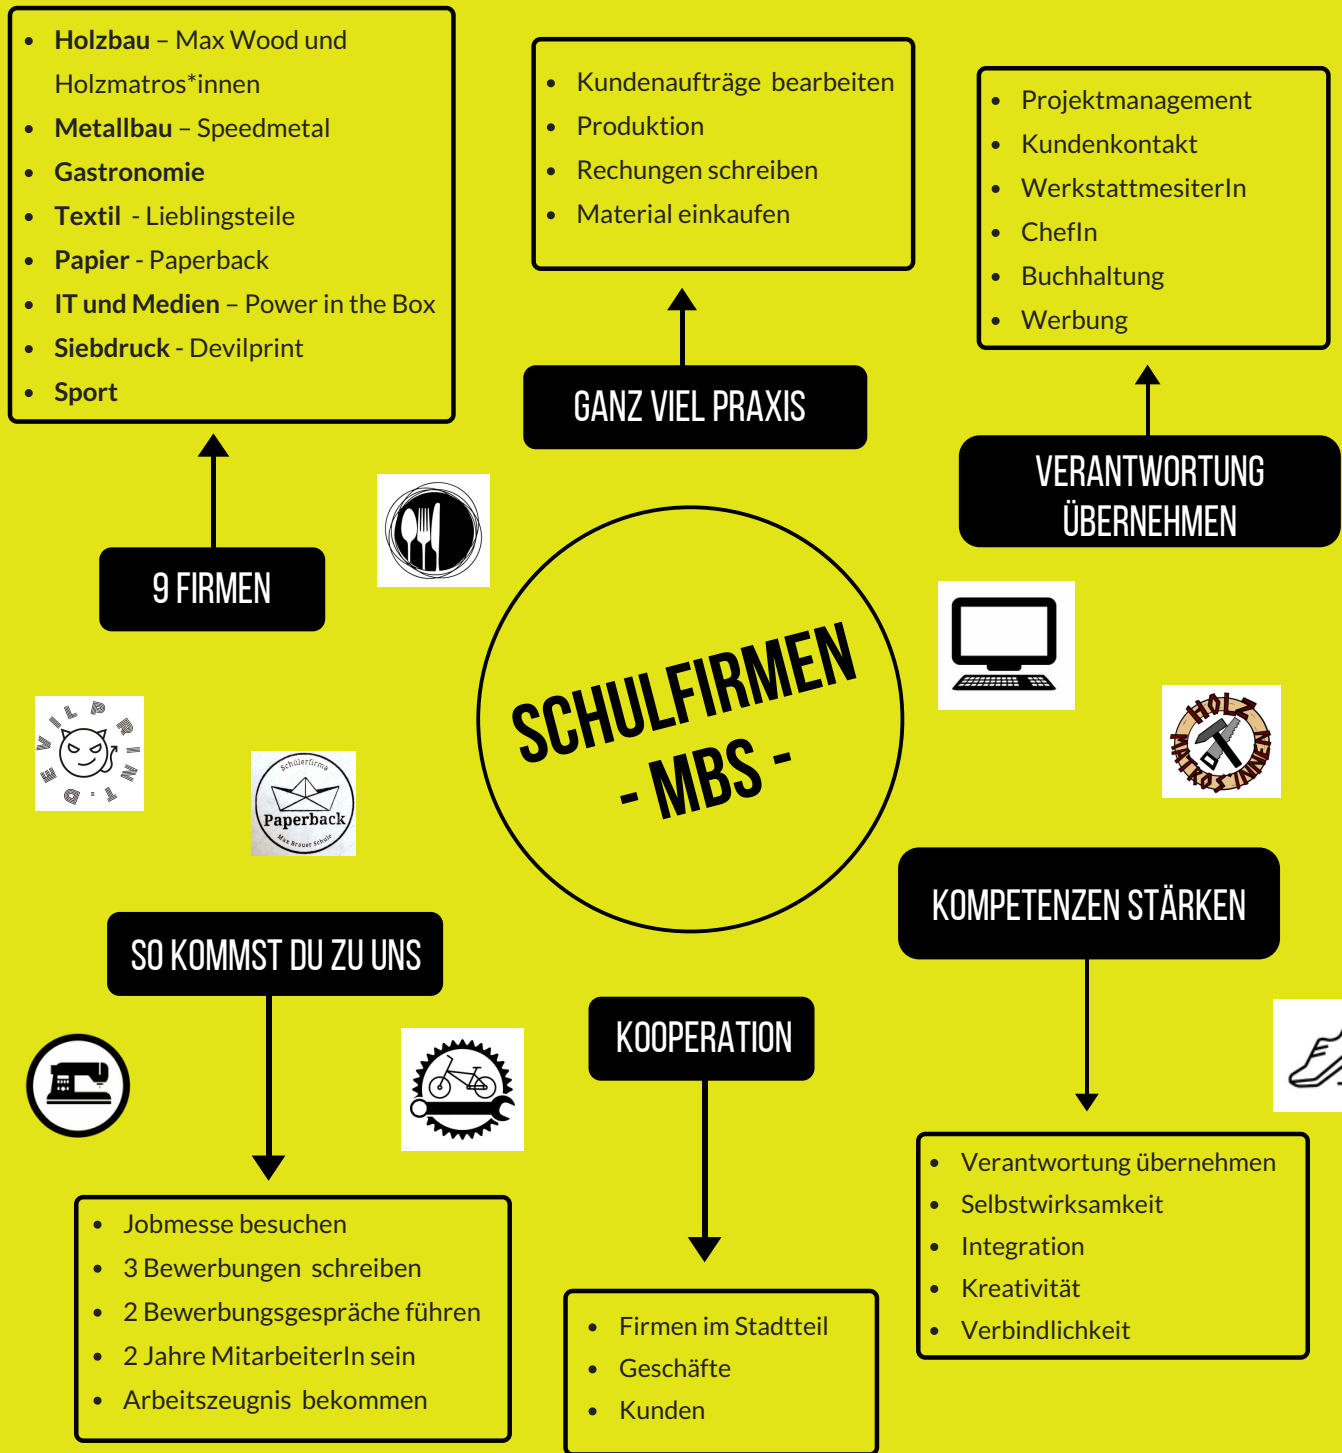 • Holzbau – Max Wood und
Holzmatros*innen
• Metallbau – Speedmetal
• Gastronomie
• Textil - Lieblingsteile
• Papier - Paperback
• IT und Medien – Power in the Box
• Siebdruck - Devilprint
• Sport
9 FIRMEN
• Kundenaufträge bearbeiten
• Produktion
• Rechungen schreiben
• Material einkaufen
GANZ VIEL PRAXIS
• Projektmanagement
• Kundenkontakt
• WerkstattmesiterIn
• ChefIn
• Buchhaltung
• Werbung
VERANTWORTUNG
ÜBERNEHMEN
SCHULFIRMEN
- MBS -
DEVILPRINT
Schülerfirma
Paperback
Max Brauer Schule
HOLZ
MATROS*INNEN
SO KOMMST DU ZU UNS
• Jobmesse besuchen
• 3 Bewerbungen schreiben
• 2 Bewerbungsgespräche führen
• 2 Jahre MitarbeiterIn sein
• Arbeitszeugnis bekommen
KOOPERATION
• Firmen im Stadtteil
• Geschäfte
• Kunden
KOMPETENZEN STÄRKEN
• Verantwortung übernehmen
• Selbstwirksamkeit
• Integration
• Kreativität
• Verbindlichkeit